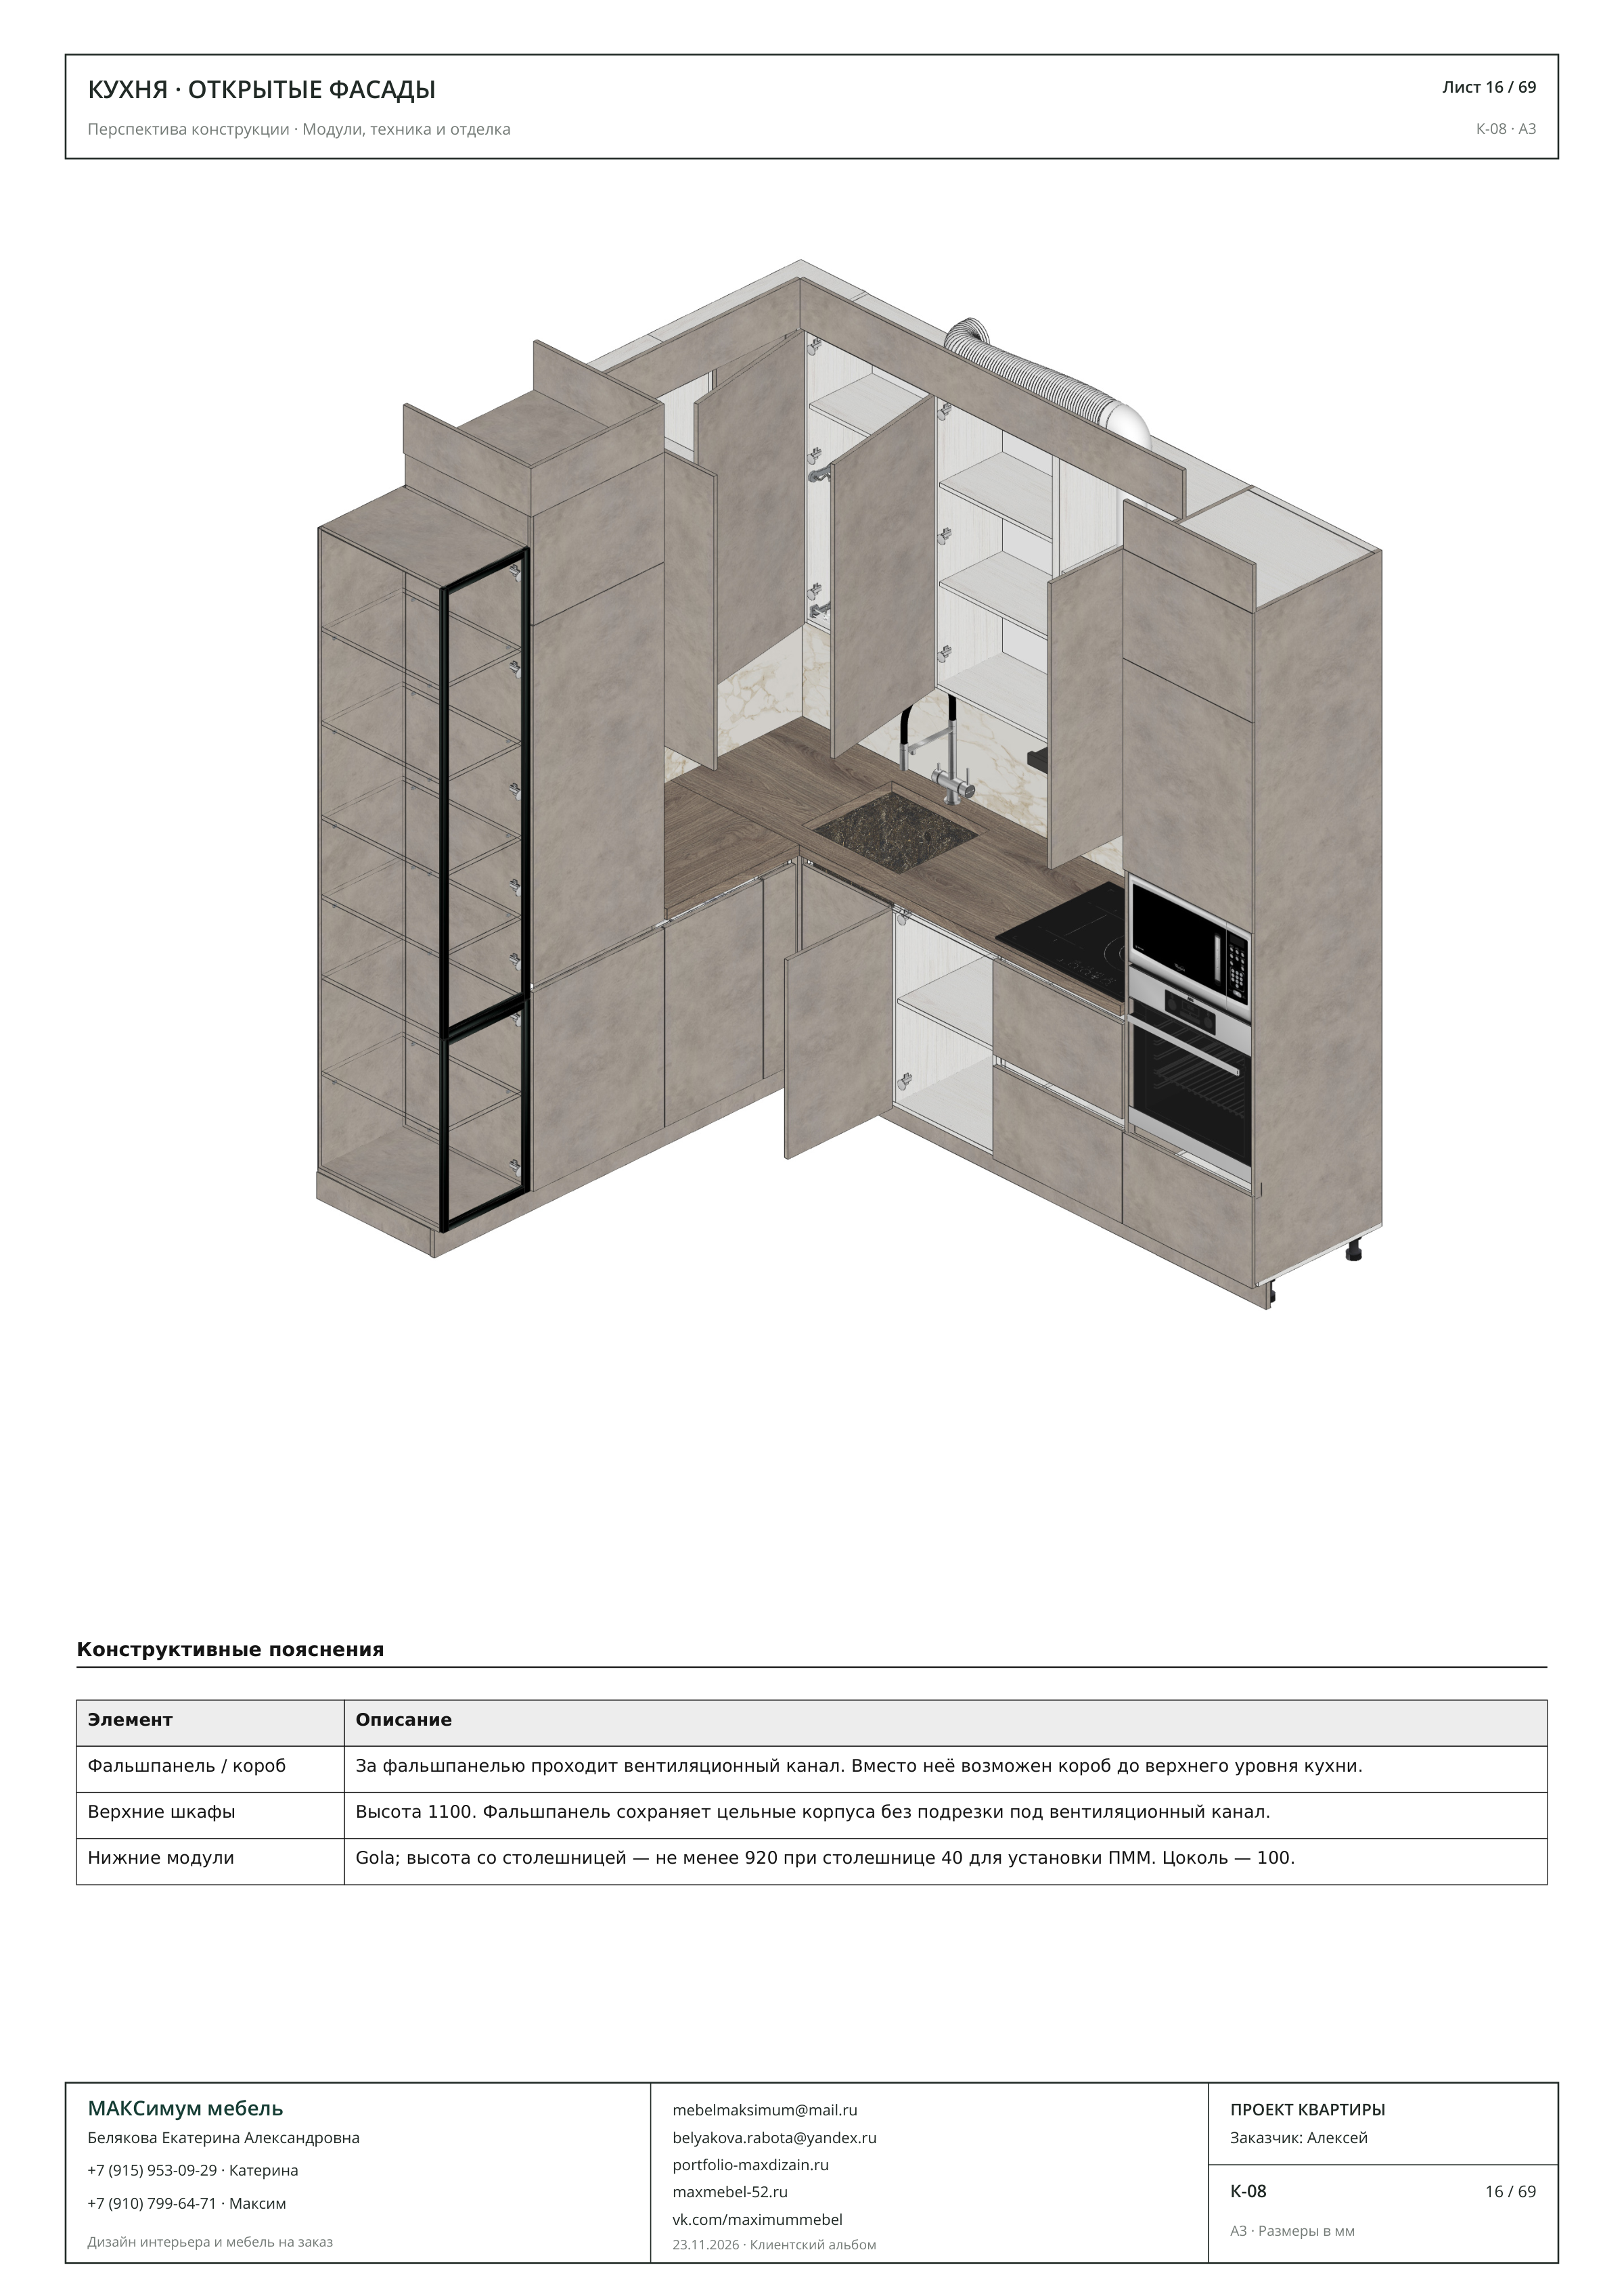 КУХНЯ · ОТКРЫТЫЕ ФАСАДЫ
Лист 16 / 69
Перспектива конструкции · Модули, техника и отделка
К-08 · А3
Конструктивные пояснения
Элемент
Описание
Фальшпанель / короб
За фальшпанелью проходит вентиляционный канал. Вместо неё возможен короб до верхнего уровня кухни.
Верхние шкафы
Высота 1100. Фальшпанель сохраняет цельные корпуса без подрезки под вентиляционный канал.
Нижние модули
Gola; высота со столешницей — не менее 920 при столешнице 40 для установки ПММ. Цоколь — 100.
МАКСимум мебель
Белякова Екатерина Александровна
+7 (915) 953-09-29 · Катерина
+7 (910) 799-64-71 · Максим
Дизайн интерьера и мебель на заказ
mebelmaksimum@mail.ru
belyakova.rabota@yandex.ru
portfolio-maxdizain.ru
maxmebel-52.ru
vk.com/maximummebel
23.11.2026 · Клиентский альбом
ПРОЕКТ КВАРТИРЫ
Заказчик: Алексей
К-08
16 / 69
А3 · Размеры в мм